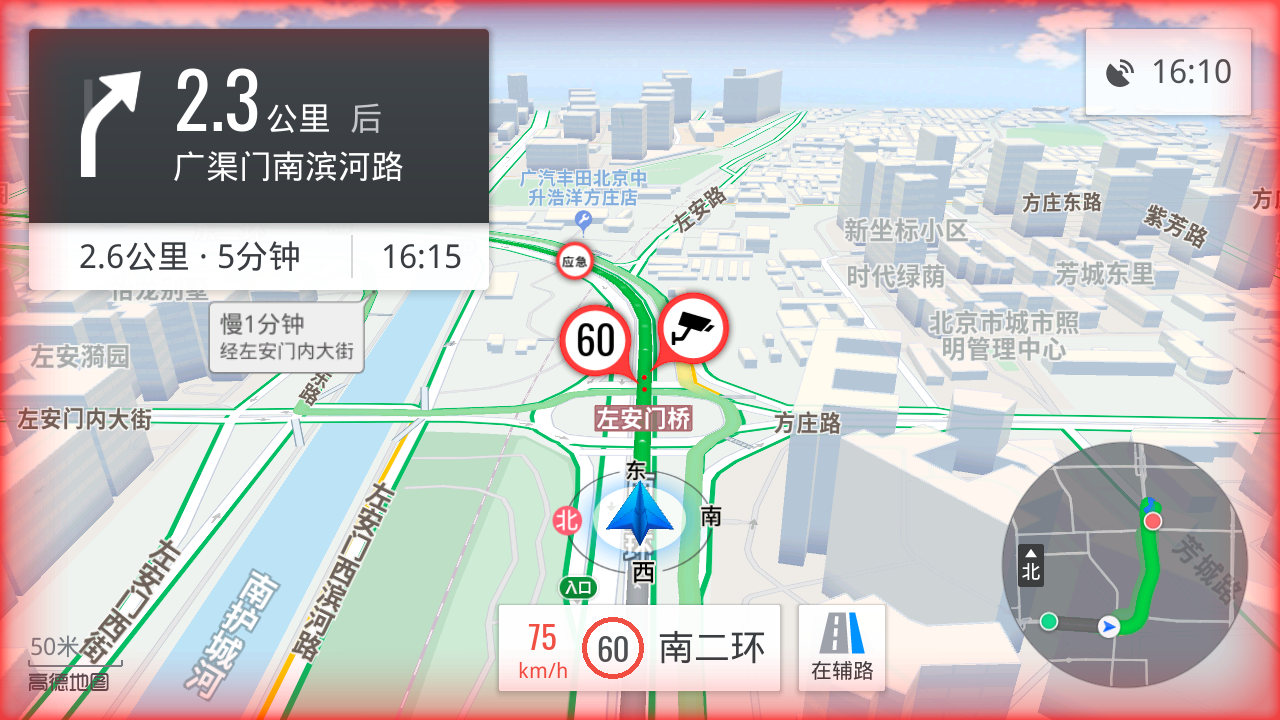 2.3公里 后
广渠门南滨河路
2.6公里 · 5分钟
16:15
16:10
广汽丰田北京中
升浩洋方庄店
左安路
应急
60
新坐标小区
方庄东路
紫芳路
时代绿荫
芳城东里
北京市城市照
明管理中心
慢1分钟
经左安门内大街
左安漪园
东路
左安门内大街
左安门桥
方庄路
东
北
南
西
入口
左安门西街
左安门西滨河路
南护城河
芳城路
北
50米
高德地图
75
km/h
60
南二环
在辅路